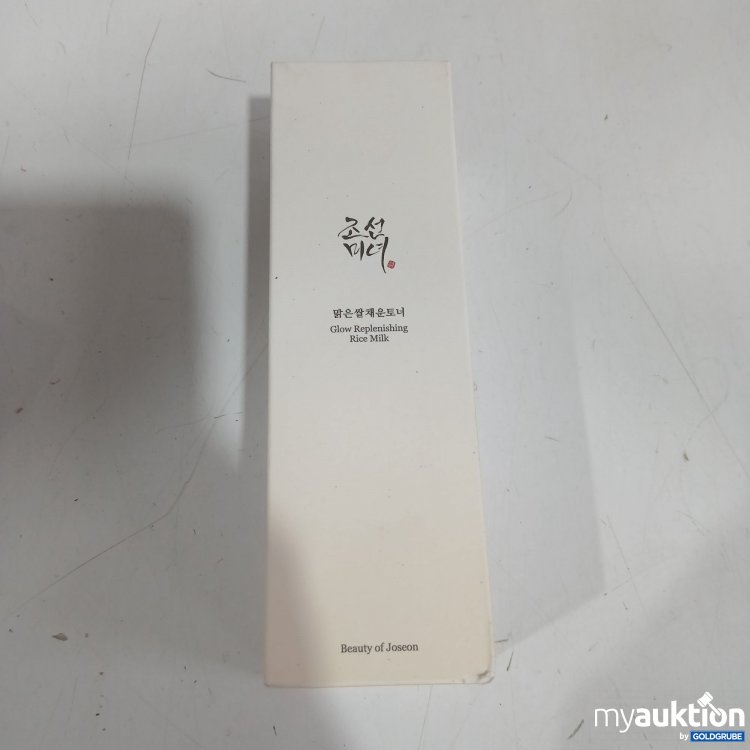 조선
미녀
맑은쌀채운토너
Glow Replenishing
Rice Milk
Beauty of Joseon
myauktion
by GOLDGRUBE